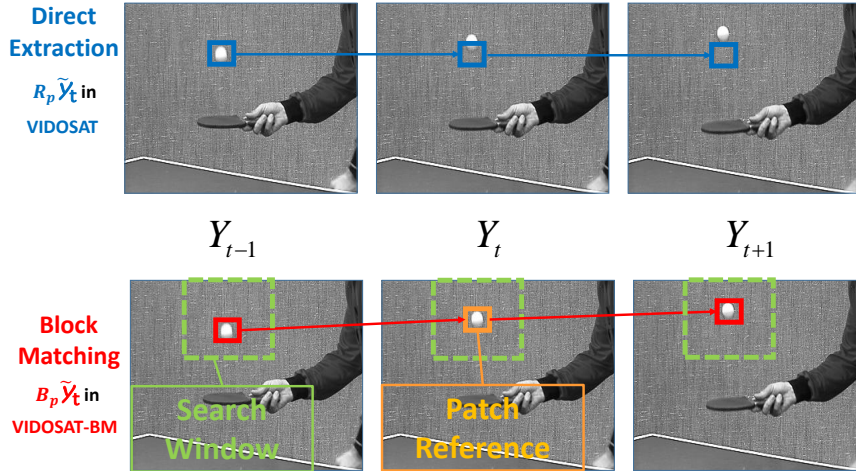 Direct
Extraction
R_p ỹ_t in
VIDOSAT
Y_{t-1}
Y_t
Y_{t+1}
Block
Matching
B_p ỹ_t in
VIDOSAT-BM
Search
Window
Patch
Reference